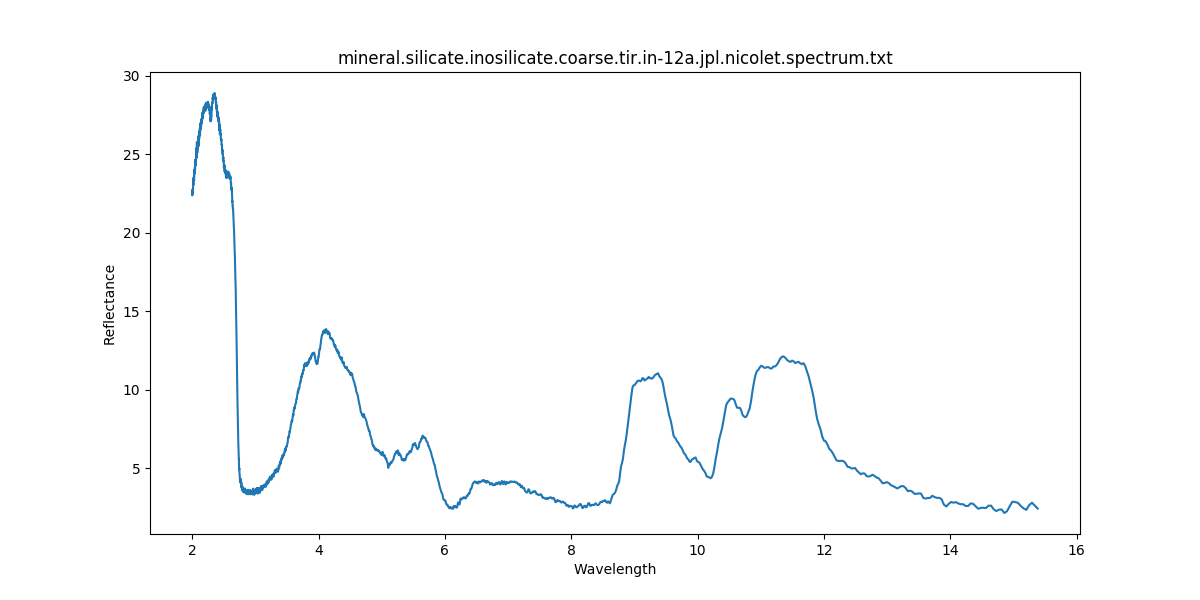 mineral.silicate.inosilicate.coarse.tir.in-12a.jpl.nicolet.spectrum.txt
30
25
20
15
10
5
Reflectance
2 4 6 8 10 12 14 16
Wavelength